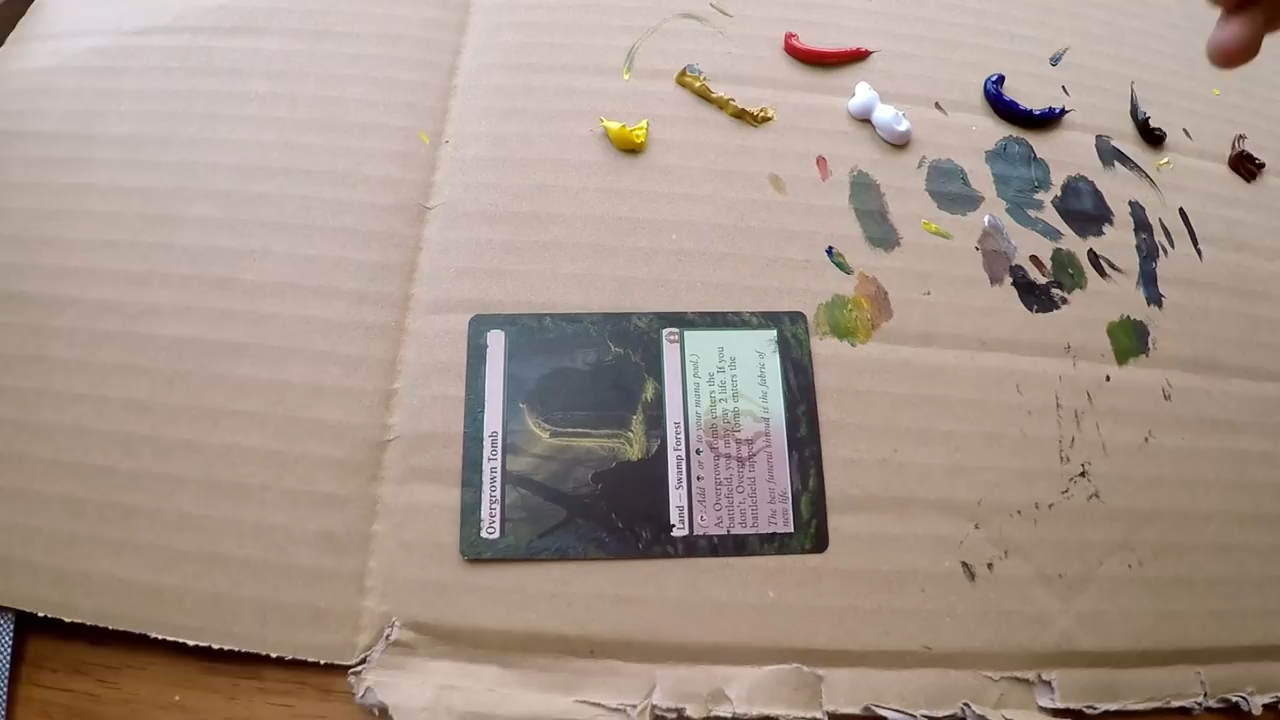 Overgrown Tomb
Land — Swamp Forest
: Add or to your mana pool.)
As Overgrown Tomb enters the
battlefield, you may pay 2 life. If you
don't, Overgrown Tomb enters the
battlefield tapped.
The best funeral shroud is the fabric of
new life.